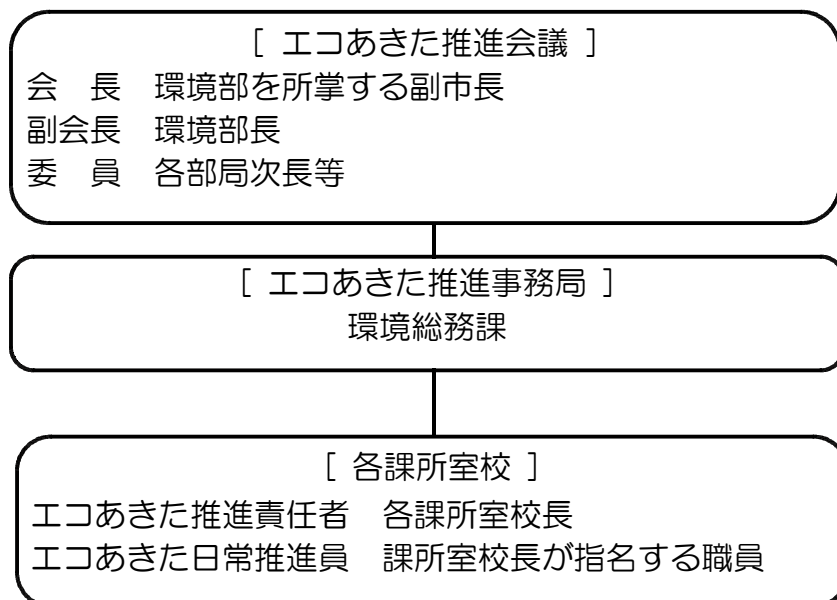 ［ エコあきた推進会議 ］
会　長　環境部を所掌する副市長
副会長　環境部長
委　員　各部局次長等
［ エコあきた推進事務局 ］
環境総務課
［ 各課所室校 ］
エコあきた推進責任者　各課所室校長
エコあきた日常推進員　課所室校長が指名する職員